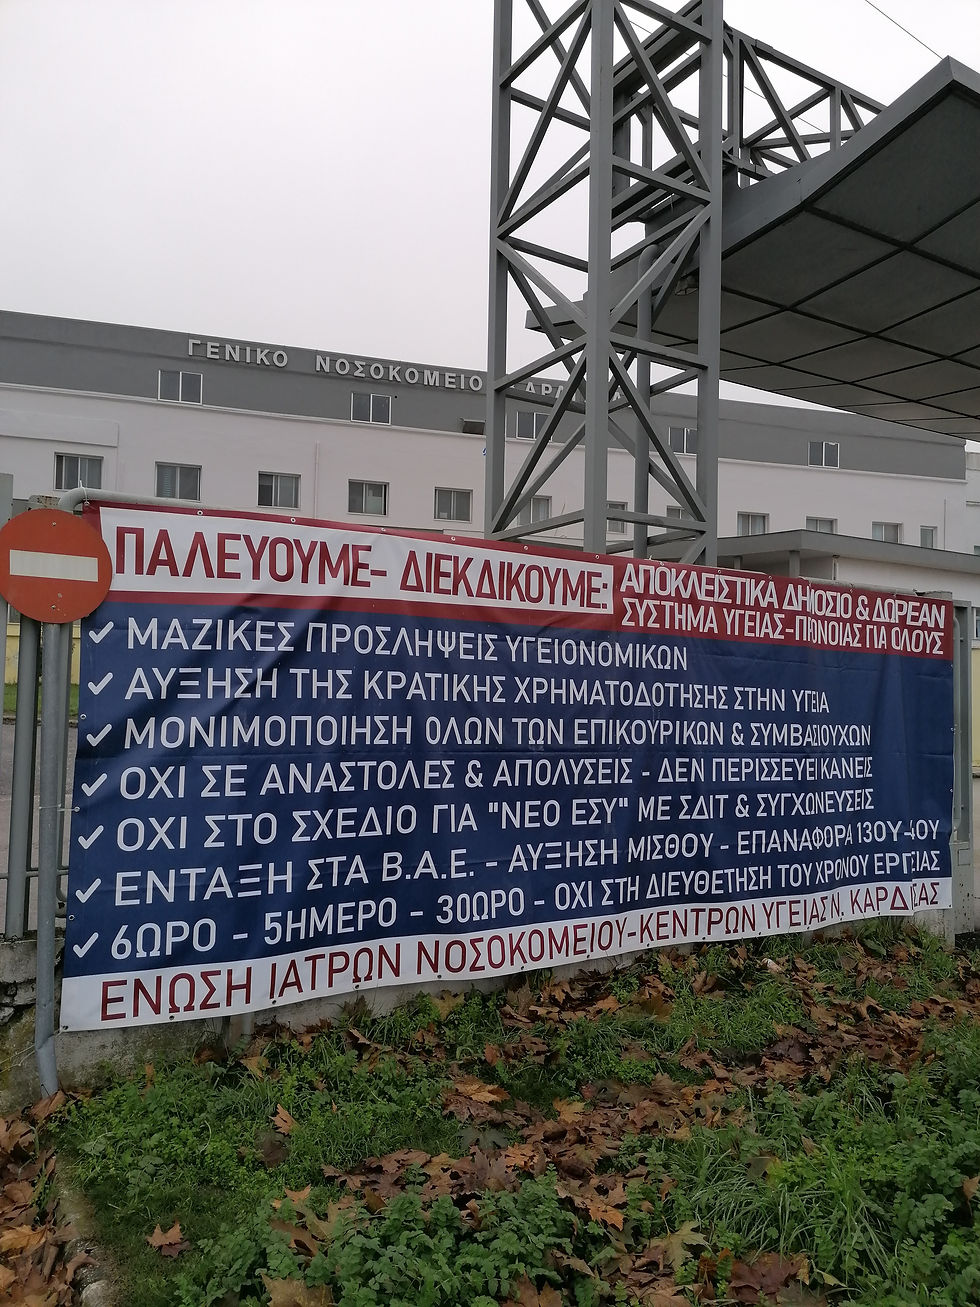 ΓΕΝΙΚΟ ΝΟΣΟΚΟΜΕΙΟ
ΠΑΛΕΥΟΥΜΕ- ΔΙΕΚΔΙΚΟΥΜΕ:
ΑΠΟΚΛΕΙΣΤΙΚΑ ΔΗΜΟΣΙΟ & ΔΩΡΕΑΝ
ΣΥΣΤΗΜΑ ΥΓΕΙΑΣ-ΠΡΟΝΟΙΑΣ ΓΙΑ ΟΛΟΥΣ
✓ ΜΑΖΙΚΕΣ ΠΡΟΣΛΗΨΕΙΣ ΥΓΕΙΟΝΟΜΙΚΩΝ
✓ ΑΥΞΗΣΗ ΤΗΣ ΚΡΑΤΙΚΗΣ ΧΡΗΜΑΤΟΔΟΤΗΣΗΣ ΣΤΗΝ ΥΓΕΙΑ
✓ ΜΟΝΙΜΟΠΟΙΗΣΗ ΟΛΩΝ ΤΩΝ ΕΠΙΚΟΥΡΙΚΩΝ & ΣΥΜΒΑΣΙΟΥΧΩΝ
✓ ΟΧΙ ΣΕ ΑΝΑΣΤΟΛΕΣ & ΑΠΟΛΥΣΕΙΣ - ΔΕΝ ΠΕΡΙΣΣΕΥΕΙ ΚΑΝΕΙΣ
✓ ΟΧΙ ΣΤΟ ΣΧΕΔΙΟ ΓΙΑ "ΝΕΟ ΕΣΥ" ΜΕ ΣΔΙΤ & ΣΥΓΧΩΝΕΥΣΕΙΣ
✓ ΕΝΤΑΞΗ ΣΤΑ Β.Α.Ε. - ΑΥΞΗΣΗ ΜΙΣΘΟΥ - ΕΠΑΝΑΦΟΡΑ 13ΟΥ-14ΟΥ
✓ 6ΩΡΟ - 5ΗΜΕΡΟ - 30ΩΡΟ - ΟΧΙ ΣΤΗ ΔΙΕΥΘΕΤΗΣΗ ΤΟΥ ΧΡΟΝΟΥ ΕΡΓΑΣΙΑΣ
ΕΝΩΣΗ ΙΑΤΡΩΝ ΝΟΣΟΚΟΜΕΙΟΥ-ΚΕΝΤΡΩΝ ΥΓΕΙΑΣ Ν. ΚΑΡΔΙΤΣΑΣ